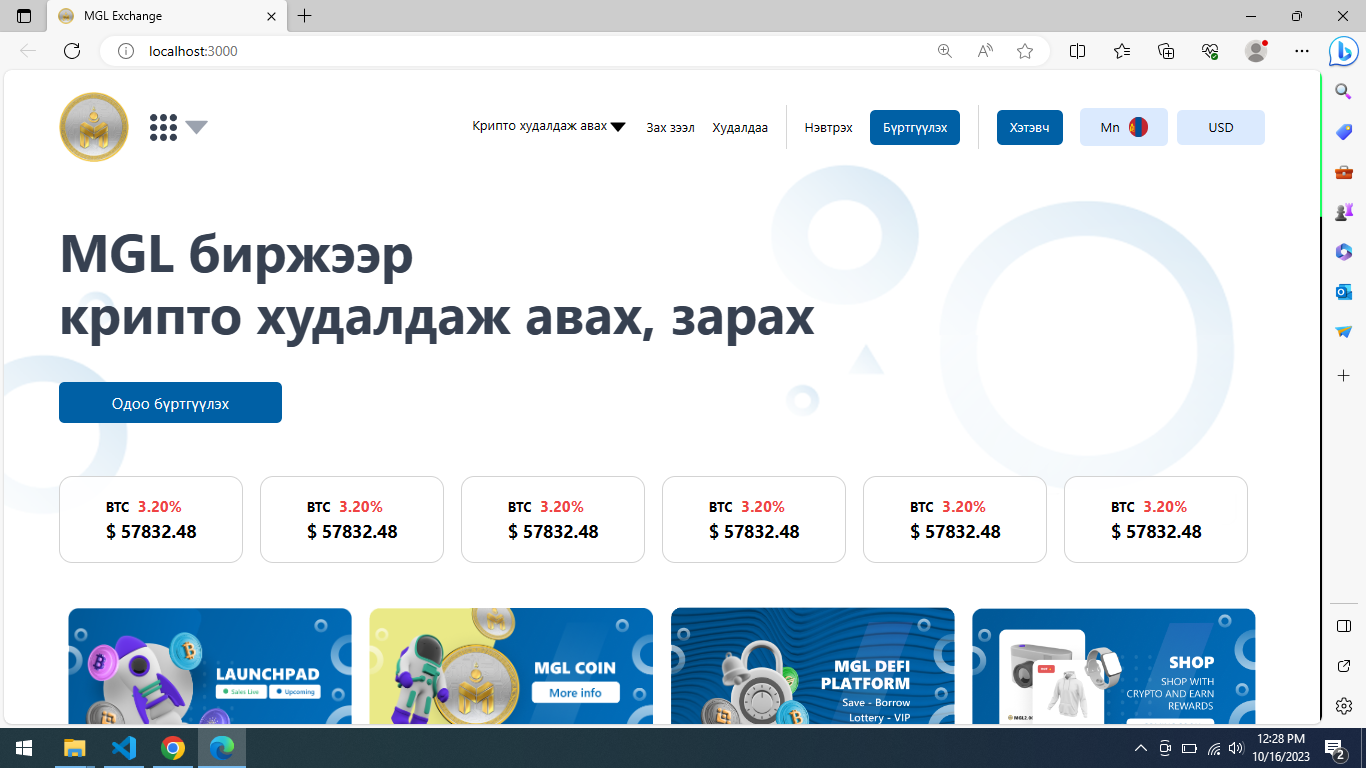 MGL Exchange
localhost:3000
Крипто худалдаж авах
Зах зээл
Худалдаа
Нэвтрэх
Бүртгүүлэх
Хэтэвч
Mn
USD
MGL биржээр
крипто худалдаж авах, зарах
Одоо бүртгүүлэх
BTC 3.20%
$ 57832.48
BTC 3.20%
$ 57832.48
BTC 3.20%
$ 57832.48
BTC 3.20%
$ 57832.48
BTC 3.20%
$ 57832.48
BTC 3.20%
$ 57832.48
LAUNCHPAD
Sales Live
Upcoming
MGL COIN
More info
MGL DEFI
PLATFORM
Save - Borrow
Lottery - VIP
SHOP
SHOP WITH
CRYPTO AND EARN
REWARDS
12:28 PM
10/16/2023
2